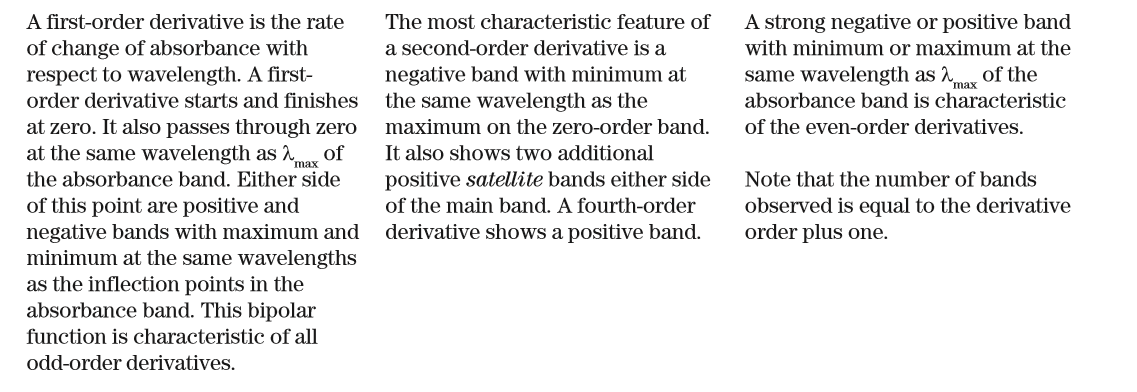 A first-order derivative is the rate
of change of absorbance with
respect to wavelength. A first-
order derivative starts and finishes
at zero. It also passes through zero
at the same wavelength as λmax of
the absorbance band. Either side
of this point are positive and
negative bands with maximum and
minimum at the same wavelengths
as the inflection points in the
absorbance band. This bipolar
function is characteristic of all
odd-order derivatives.
The most characteristic feature of
a second-order derivative is a
negative band with minimum at
the same wavelength as the
maximum on the zero-order band.
It also shows two additional
positive satellite bands either side
of the main band. A fourth-order
derivative shows a positive band.
A strong negative or positive band
with minimum or maximum at the
same wavelength as λmax of the
absorbance band is characteristic
of the even-order derivatives.
Note that the number of bands
observed is equal to the derivative
order plus one.